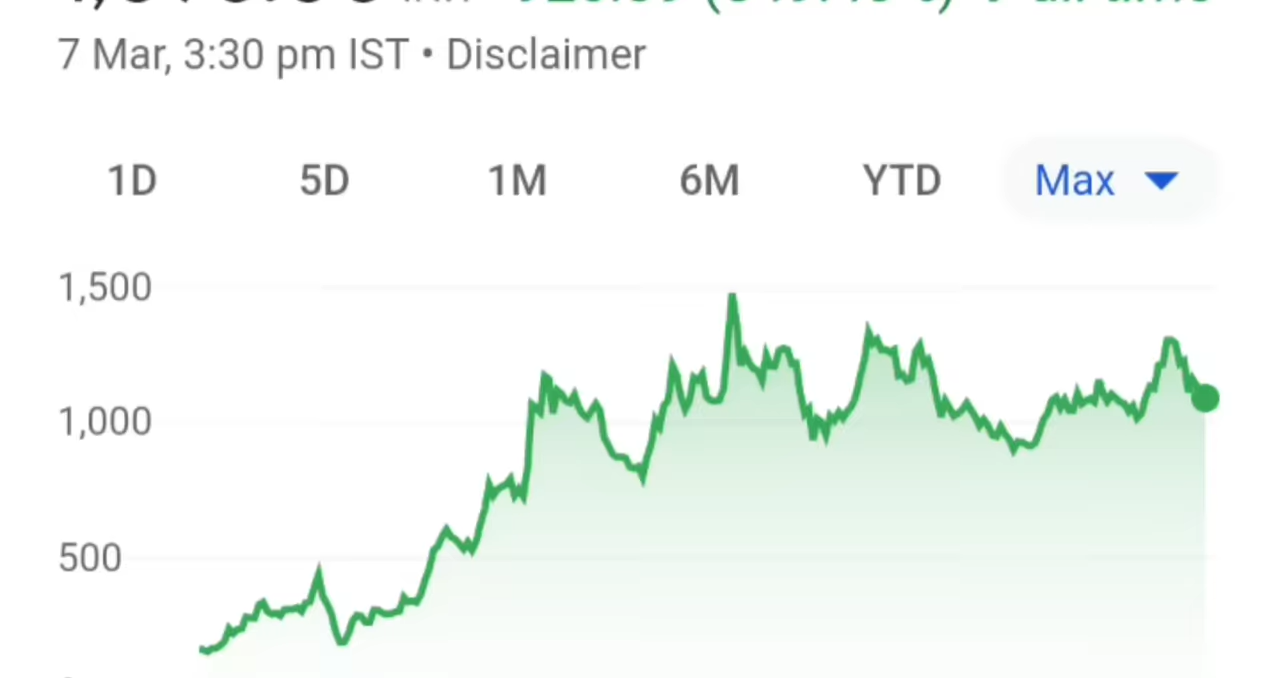 7 Mar, 3:30 pm IST • Disclaimer
1D 5D 1M 6M YTD Max
1,500
1,000
500